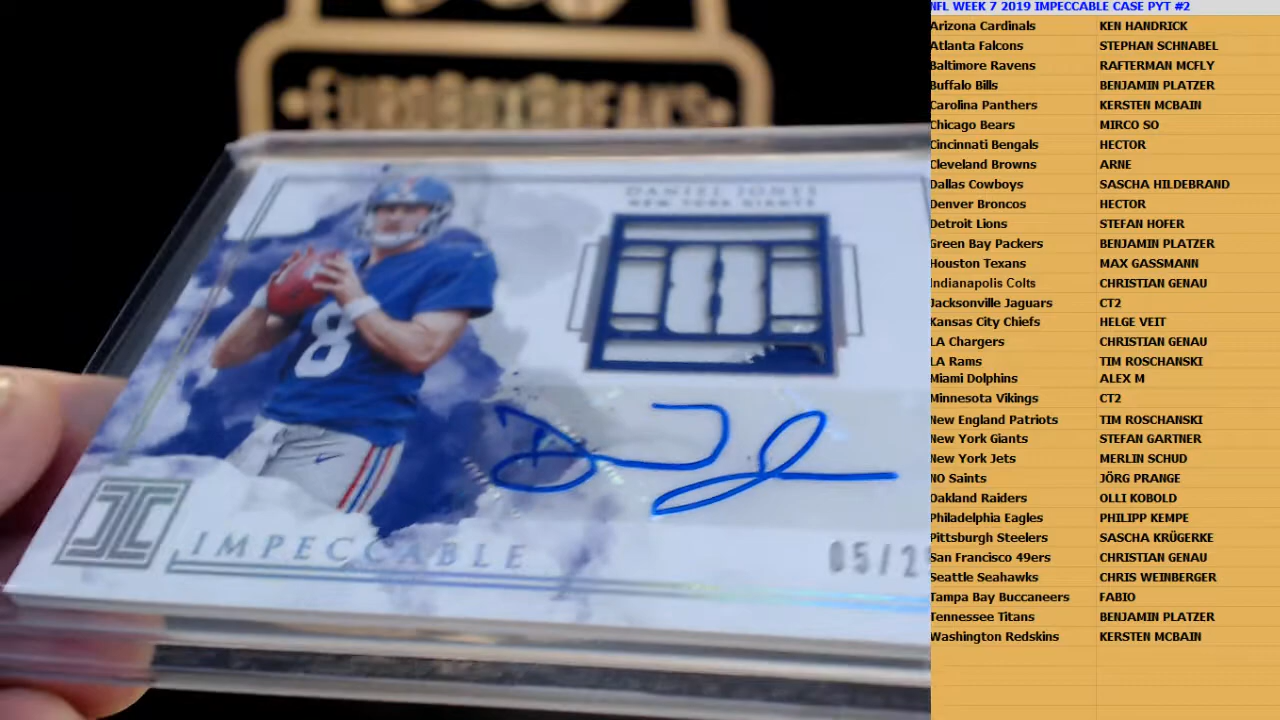 EUROBOXBREAKS
DANIEL JONES
NEW YORK GIANTS
8
IMPECCABLE
05/2
NFL WEEK 7 2019 IMPECCABLE CASE PYT #2
Arizona Cardinals KEN HANDRICK
Atlanta Falcons STEPHAN SCHNABEL
Baltimore Ravens RAFTERMAN MCFLY
Buffalo Bills BENJAMIN PLATZER
Carolina Panthers KERSTEN MCBAIN
Chicago Bears MIRCO SO
Cincinnati Bengals HECTOR
Cleveland Browns ARNE
Dallas Cowboys SASCHA HILDEBRAND
Denver Broncos HECTOR
Detroit Lions STEFAN HOFER
Green Bay Packers BENJAMIN PLATZER
Houston Texans MAX GASSMANN
Indianapolis Colts CHRISTIAN GENAU
Jacksonville Jaguars CT2
Kansas City Chiefs HELGE VEIT
LA Chargers CHRISTIAN GENAU
LA Rams TIM ROSCHANSKI
Miami Dolphins ALEX M
Minnesota Vikings CT2
New England Patriots TIM ROSCHANSKI
New York Giants STEFAN GARTNER
New York Jets MERLIN SCHUD
NO Saints JÖRG PRANGE
Oakland Raiders OLLI KOBOLD
Philadelphia Eagles PHILIPP KEMPE
Pittsburgh Steelers SASCHA KRÜGERKE
San Francisco 49ers CHRISTIAN GENAU
Seattle Seahawks CHRIS WEINBERGER
Tampa Bay Buccaneers FABIO
Tennessee Titans BENJAMIN PLATZER
Washington Redskins KERSTEN MCBAIN